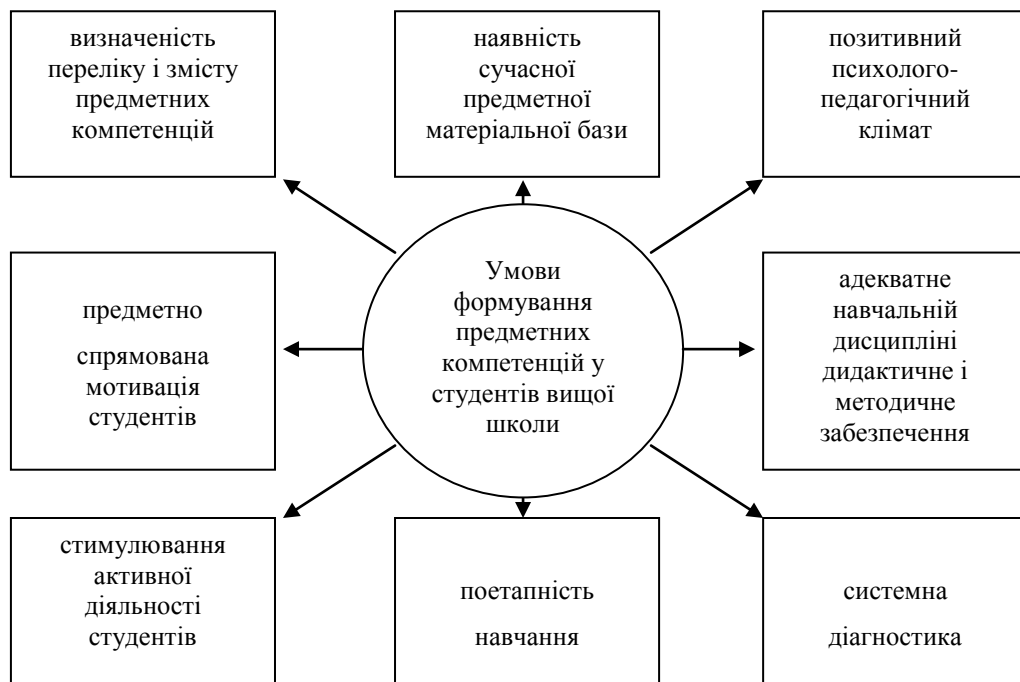 визначеність
переліку і змісту
предметних
компетенцій
наявність
сучасної
предметної
матеріальної бази
позитивний
психолого-
педагогічний
клімат
предметно
спрямована
мотивація
студентів
Умови
формування
предметних
компетенцій у
студентів вищої
школи
адекватне
навчальній
дисципліні
дидактичне і
методичне
забезпечення
стимулювання
активної
діяльності
студентів
поетапність
навчання
системна
діагностика